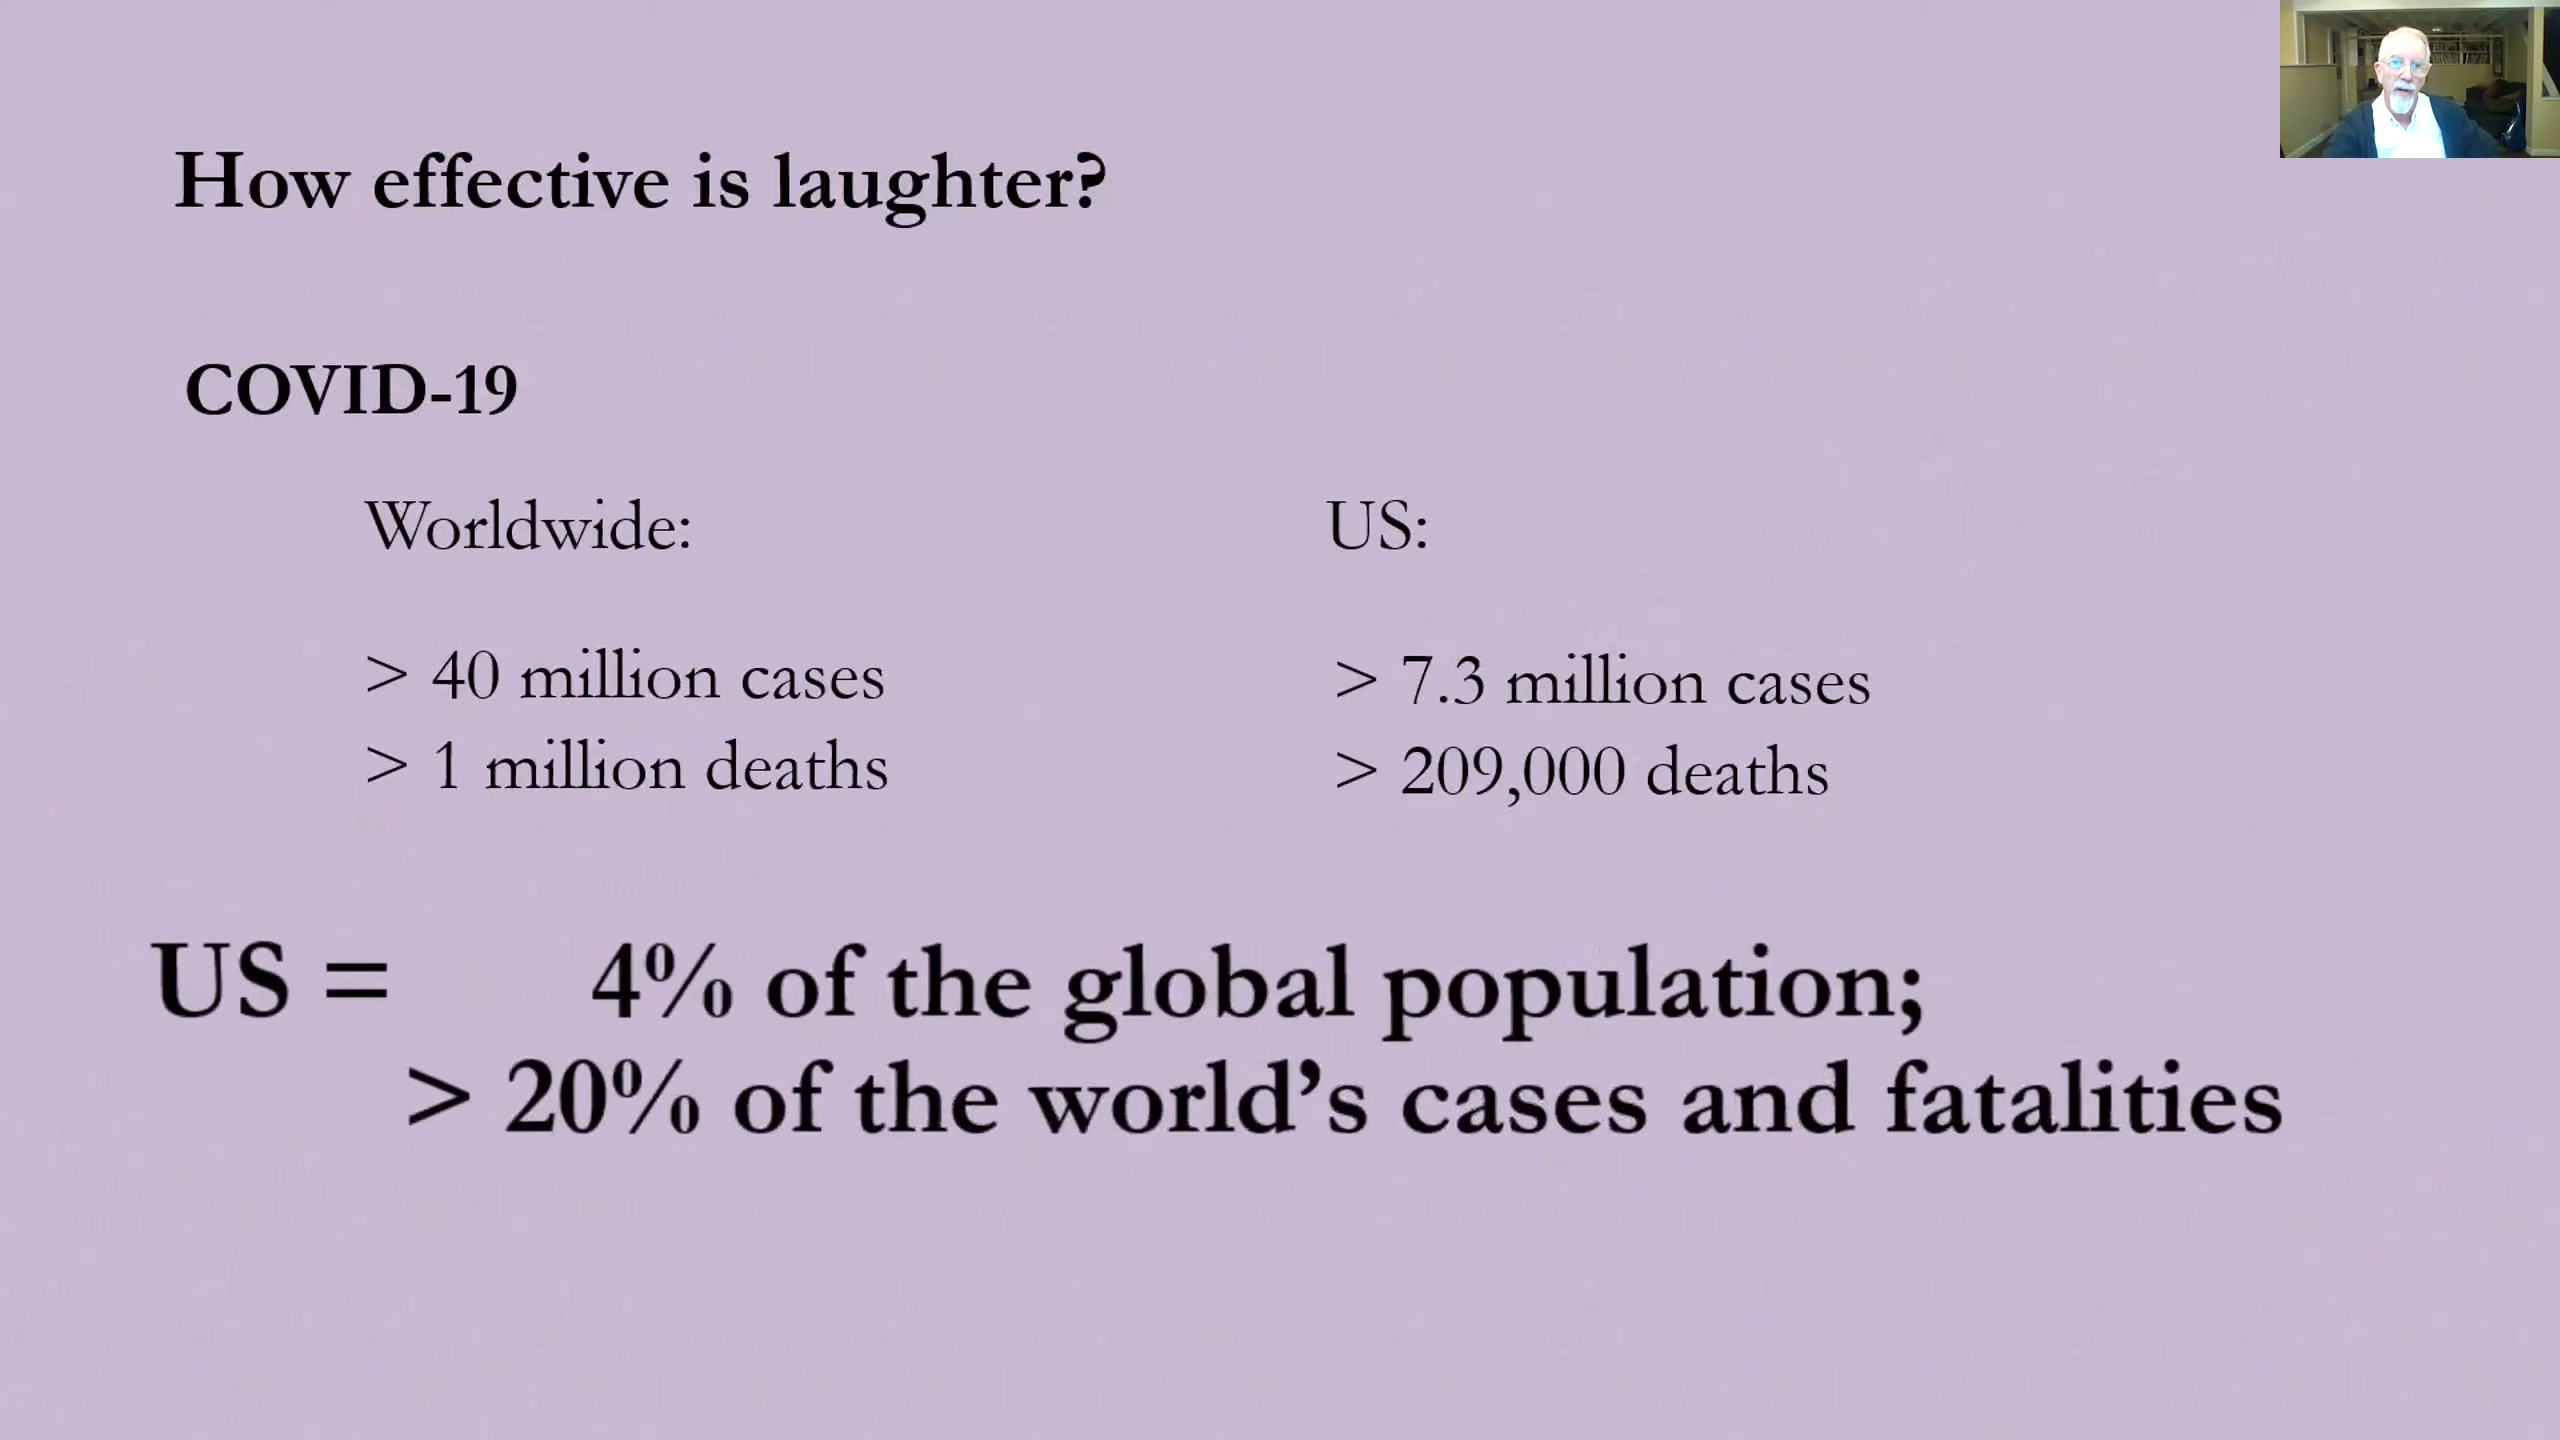 How effective is laughter?
COVID-19
Worldwide:
> 40 million cases
> 1 million deaths
US:
> 7.3 million cases
> 209,000 deaths
US = 4% of the global population;
> 20% of the world’s cases and fatalities